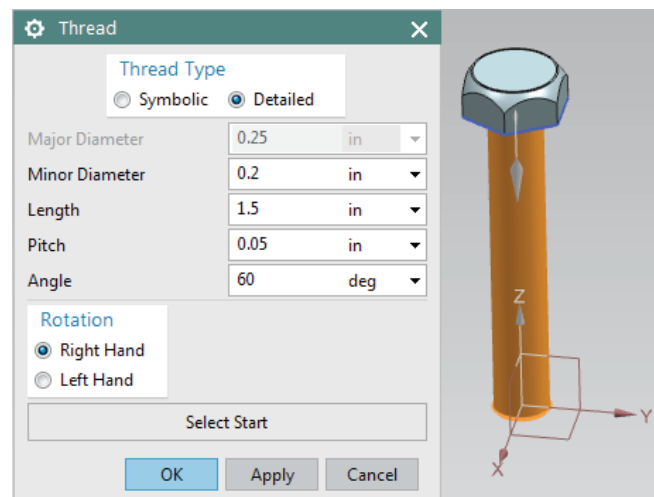 Thread
Thread Type
Symbolic Detailed
Major Diameter 0.25 in
Minor Diameter 0.2 in
Length 1.5 in
Pitch 0.05 in
Angle 60 deg
Rotation
Right Hand
Left Hand
Select Start
OK Apply Cancel
Z
Y
X